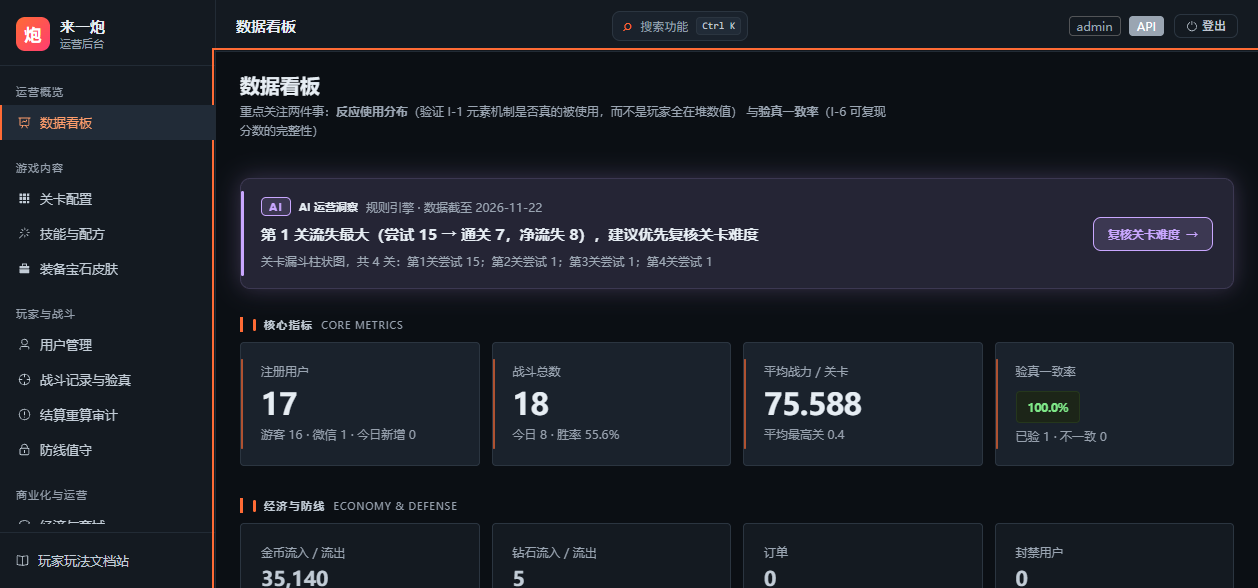 炮
来一炮
运营后台
数据看板
搜索功能 Ctrl K
admin
API
登出
运营概览
数据看板
游戏内容
关卡配置
技能与配方
装备宝石皮肤
玩家与战斗
用户管理
战斗记录与验真
结算重算审计
防线值守
商业化与运营
经济与商城
玩家玩法文档站
数据看板
重点关注两件事：反应使用分布（验证 I-1 元素机制是否真的被使用，而不是玩家全在堆数值） 与验真一致率（I-6 可复现
分数的完整性）
AI AI 运营洞察 规则引擎 · 数据截至 2026-11-22
第 1 关流失最大（尝试 15 → 通关 7，净流失 8），建议优先复核关卡难度
关卡漏斗柱状图，共 4 关：第1关尝试 15；第2关尝试 1；第3关尝试 1；第4关尝试 1
复核关卡难度 →
核心指标 CORE METRICS
注册用户
17
游客 16 · 微信 1 · 今日新增 0
战斗总数
18
今日 8 · 胜率 55.6%
平均战力 / 关卡
75.588
平均最高关 0.4
验真一致率
100.0%
已验 1 · 不一致 0
经济与防线 ECONOMY & DEFENSE
金币流入 / 流出
35,140
钻石流入 / 流出
5
订单
0
封禁用户
0